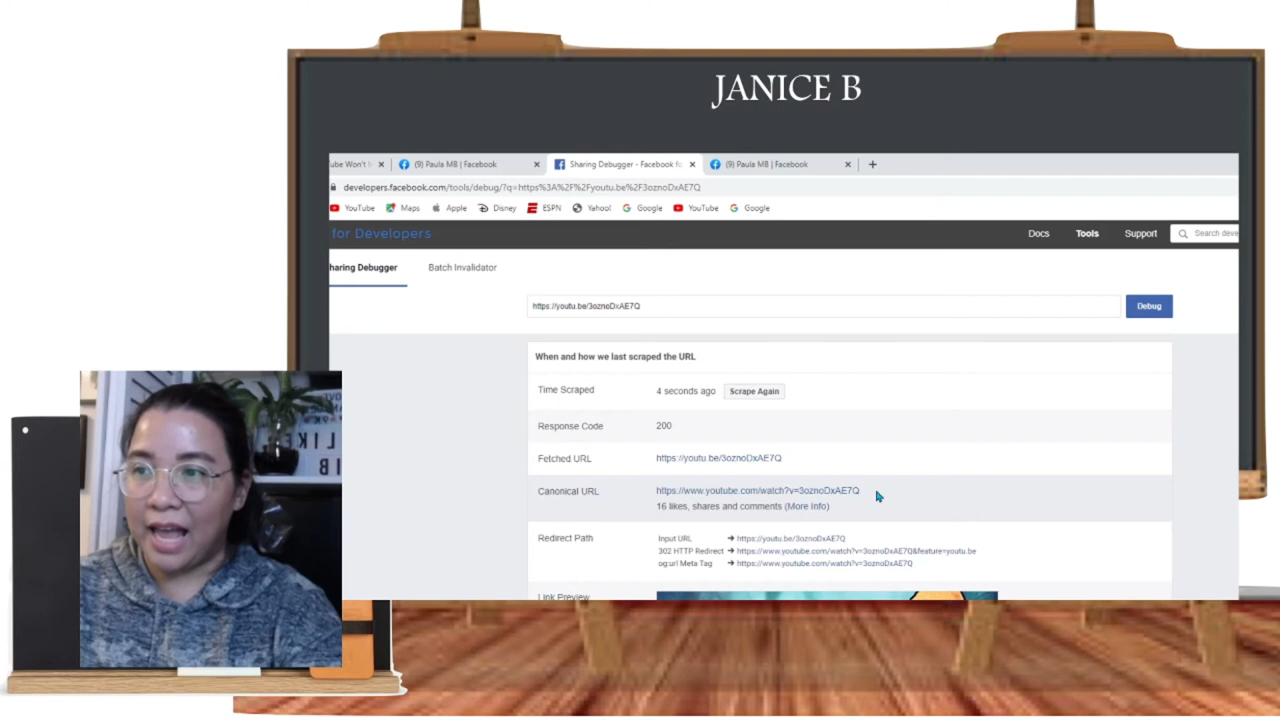 JANICE B
ube Won't
(9) Paula MB | Facebook
Sharing Debugger - Facebook fo
(9) Paula MB | Facebook
developers.facebook.com/tools/debug/?q=https%3A%2F%2Fyoutu.be%2F3oznoDxAE7Q
YouTube Maps Apple Disney ESPN Yahoo! Google YouTube Google
for Developers
Docs Tools Support Search deve
haring Debugger Batch Invalidator
https://youtu.be/3oznoDxAE7Q Debug
When and how we last scraped the URL
Time Scraped 4 seconds ago Scrape Again
Response Code 200
Fetched URL https://youtu.be/3oznoDxAE7Q
Canonical URL https://www.youtube.com/watch?v=3oznoDxAE7Q
16 likes, shares and comments (More Info)
Redirect Path Input URL → https://youtu.be/3oznoDxAE7Q
302 HTTP Redirect → https://www.youtube.com/watch?v=3oznoDxAE7Q&feature=youtu.be
og:url Meta Tag → https://www.youtube.com/watch?v=3oznoDxAE7Q
Link Preview